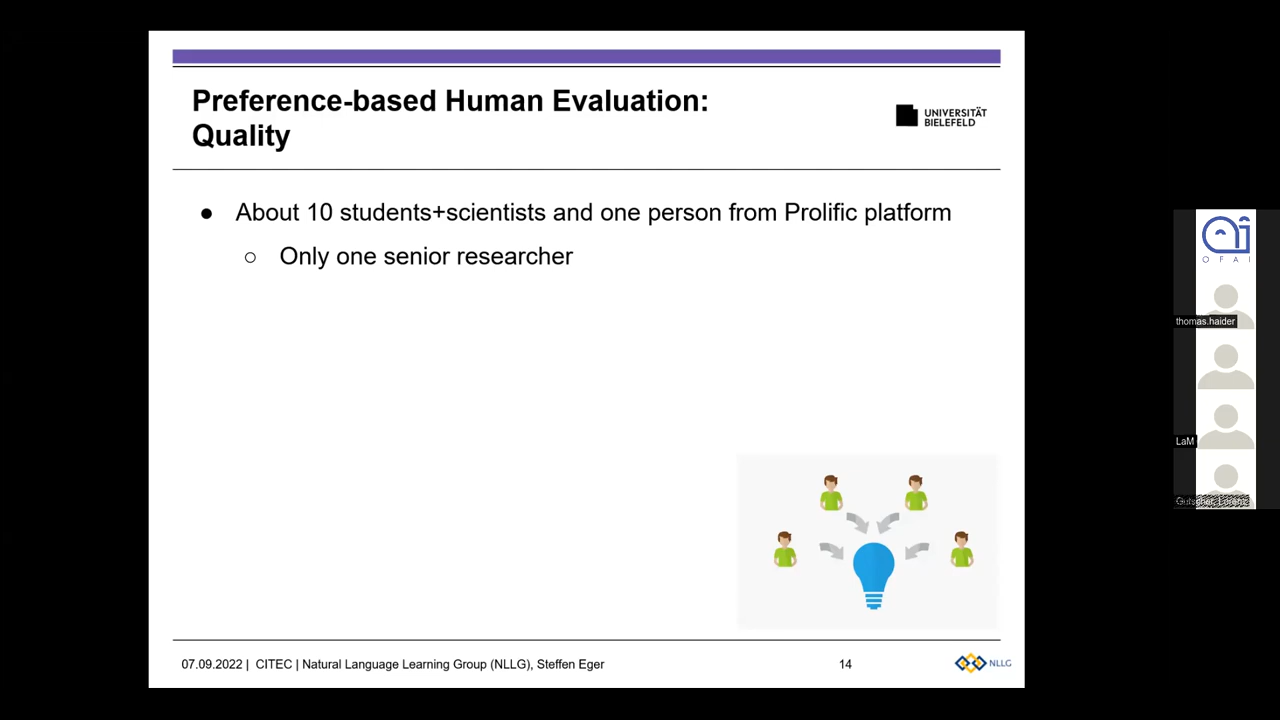 Preference-based Human Evaluation:
Quality
UNIVERSITÄT
BIELEFELD
● About 10 students+scientists and one person from Prolific platform
○ Only one senior researcher
07.09.2022 | CITEC | Natural Language Learning Group (NLLG), Steffen Eger
14
NLLG
OFAI
thomas.haider
LaM